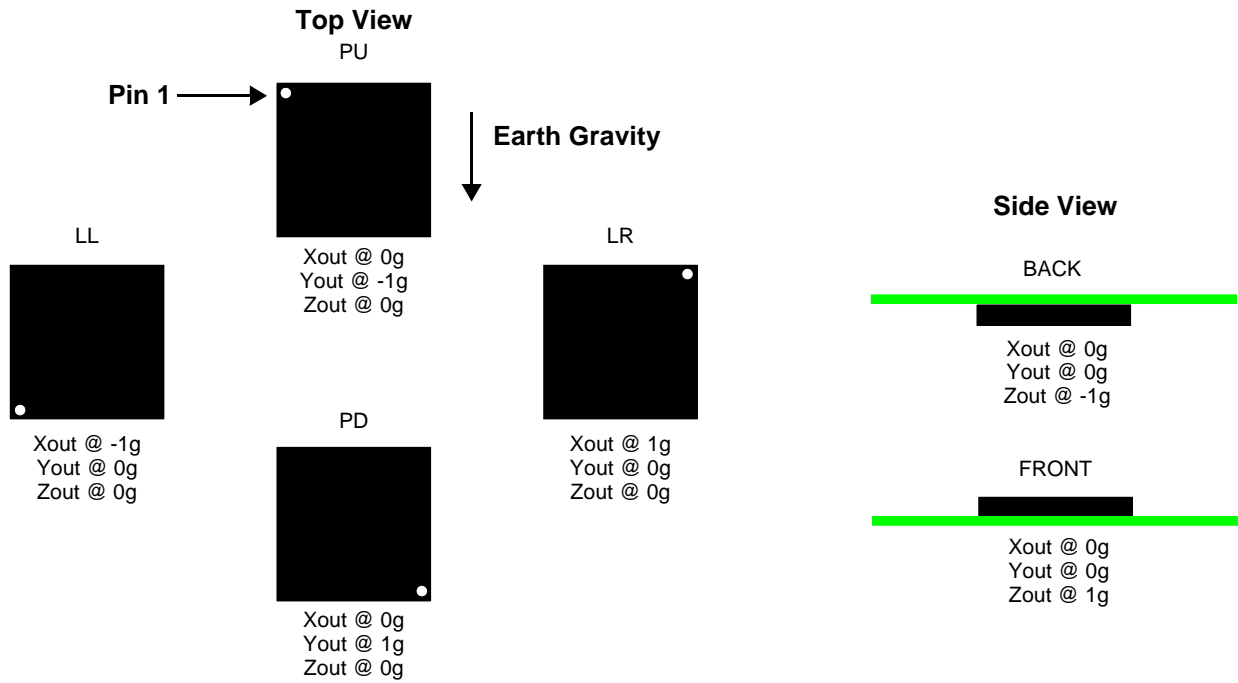 Top View
PU
Pin 1
Earth Gravity
Xout @ 0g
Yout @ -1g
Zout @ 0g
LL
Xout @ -1g
Yout @ 0g
Zout @ 0g
LR
Xout @ 1g
Yout @ 0g
Zout @ 0g
PD
Xout @ 0g
Yout @ 1g
Zout @ 0g
Side View
BACK
Xout @ 0g
Yout @ 0g
Zout @ -1g
FRONT
Xout @ 0g
Yout @ 0g
Zout @ 1g